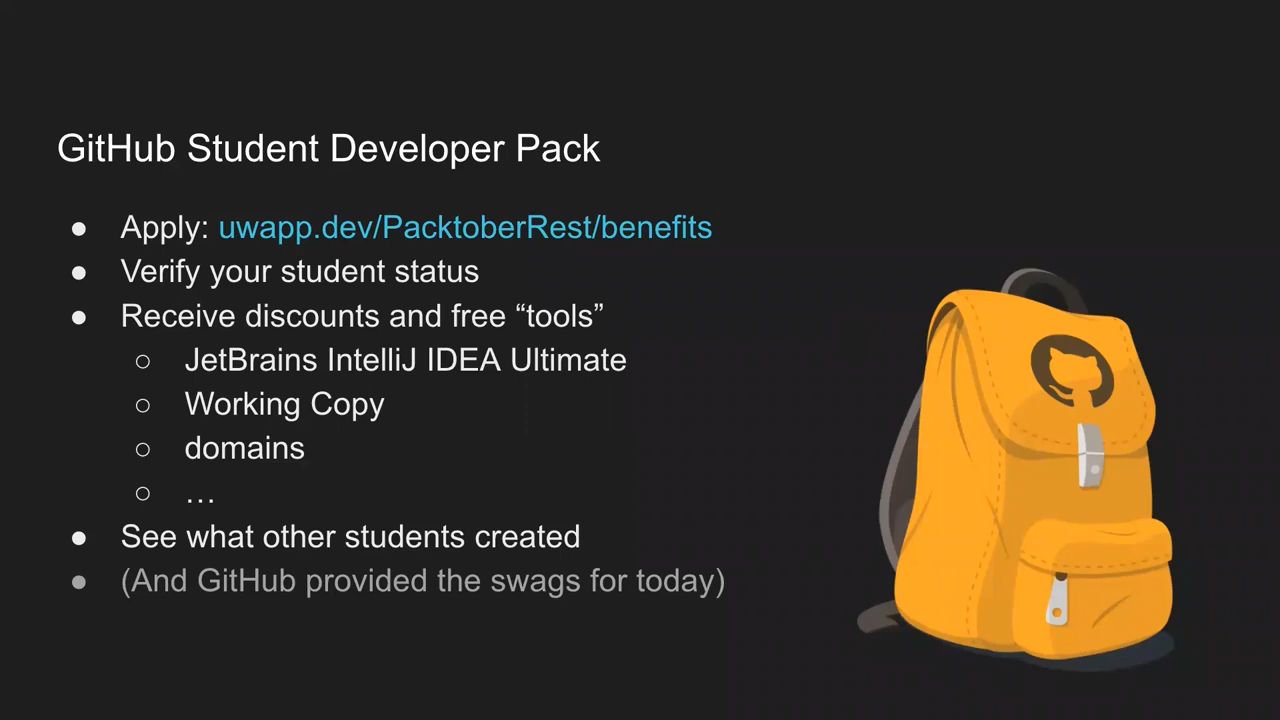 GitHub Student Developer Pack
● Apply: uwapp.dev/PacktoberRest/benefits
● Verify your student status
● Receive discounts and free “tools”
○ JetBrains IntelliJ IDEA Ultimate
○ Working Copy
○ domains
○ …
● See what other students created
● (And GitHub provided the swags for today)